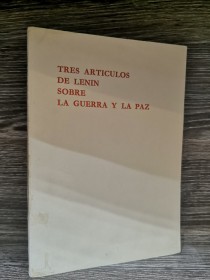 TRES ARTICULOS
DE LENIN
SOBRE
LA GUERRA Y LA PAZ